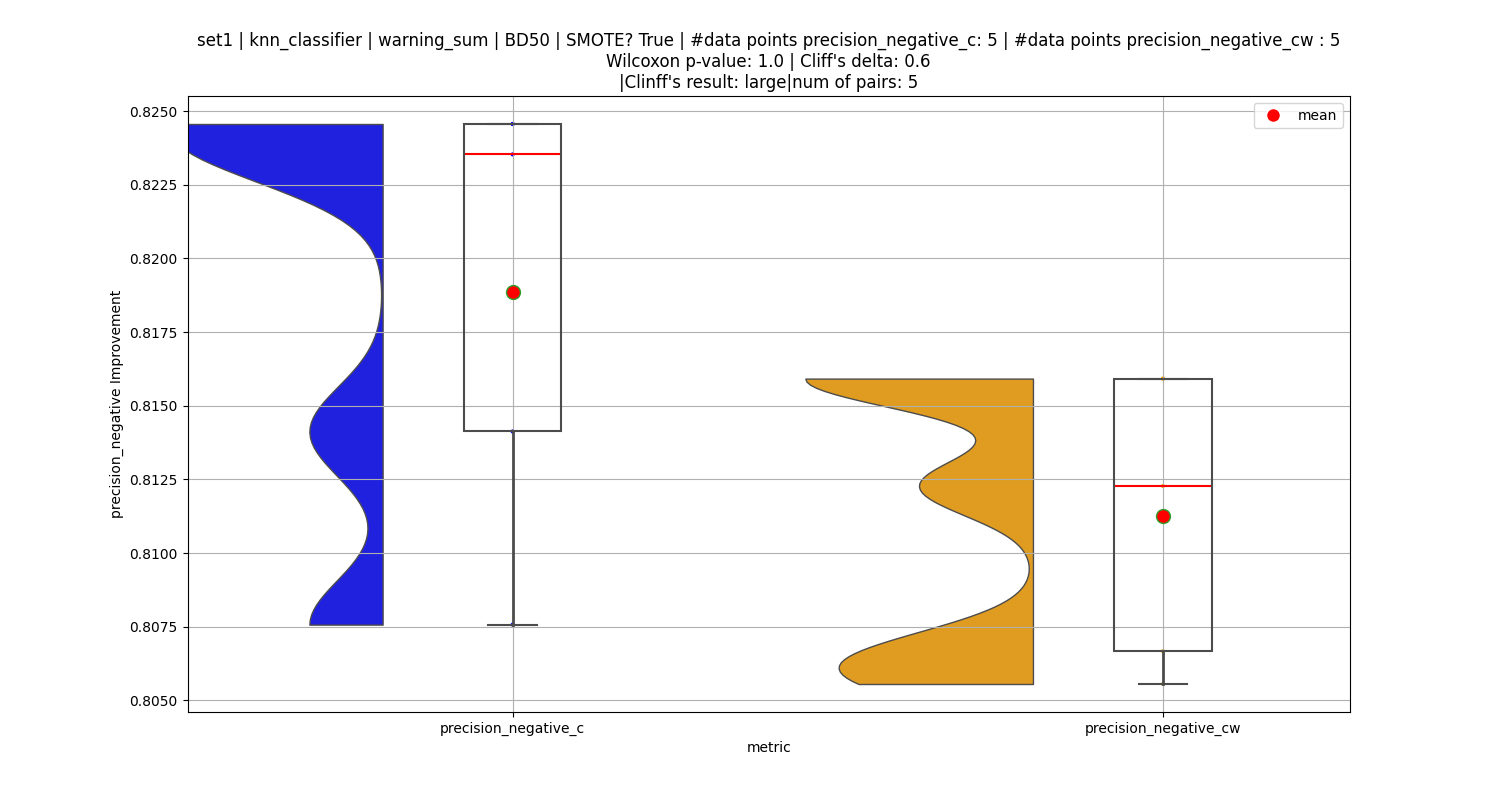 set1 | knn_classifier | warning_sum | BD50 | SMOTE? True | #data points precision_negative_c: 5 | #data points precision_negative_cw : 5
Wilcoxon p-value: 1.0 | Cliff's delta: 0.6
|Clinff's result: large|num of pairs: 5
mean
0.8250
0.8225
0.8200
0.8175
0.8150
0.8125
0.8100
0.8075
0.8050
precision_negative Improvement
precision_negative_c
precision_negative_cw
metric